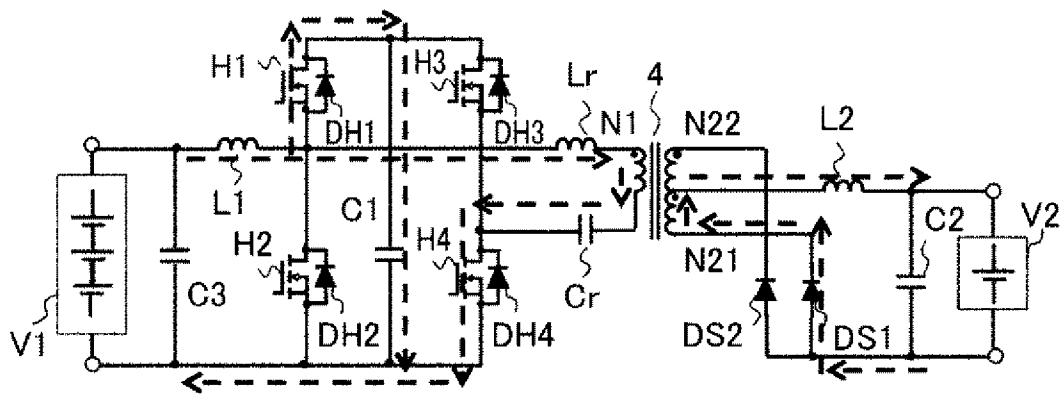 H1
H3
Lr
4
DH1
DH3
N1
N22
L2
L1
C1
H2
H4
C2
V2
N21
C3
Cr
V1
DH2
DH4
DS2
DS1